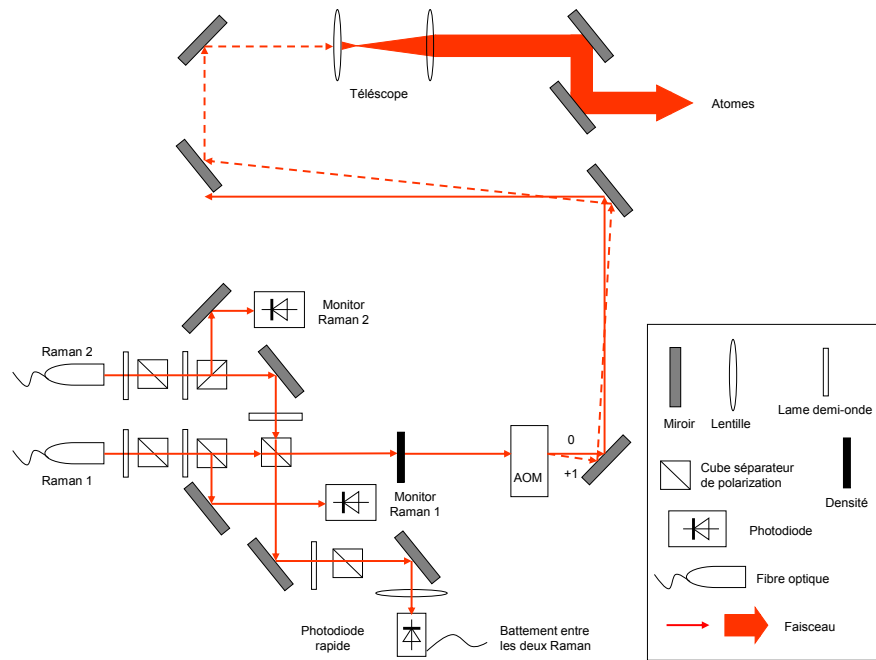 Téléscope
Atomes
Monitor
Raman 2
Raman 2
Raman 1
0
+1
AOM
Monitor
Raman 1
Photodiode
rapide
Battement entre
les deux Raman
Miroir
Lentille
Lame demi-onde
Cube séparateur
de polarization
Densité
Photodiode
Fibre optique
Faisceau